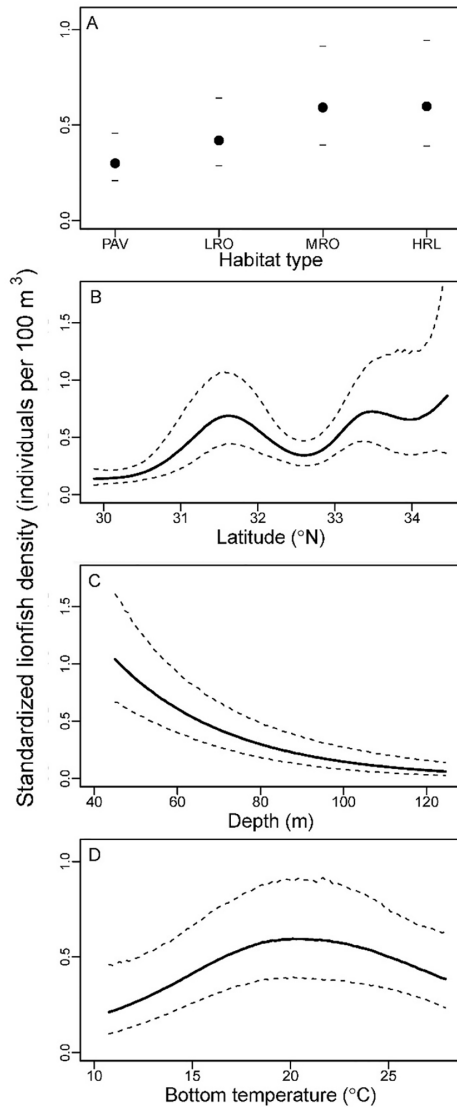 Standardized lionfish density (individuals per 100 m³)
A
1.0
0.5
0.0
PAV LRO MRO HRL
Habitat type
B
1.5
1.0
0.5
0.0
30 31 32 33 34
Latitude (°N)
C
1.5
1.0
0.5
0.0
40 60 80 100 120
Depth (m)
D
1.0
0.5
0.0
10 15 20 25
Bottom temperature (°C)